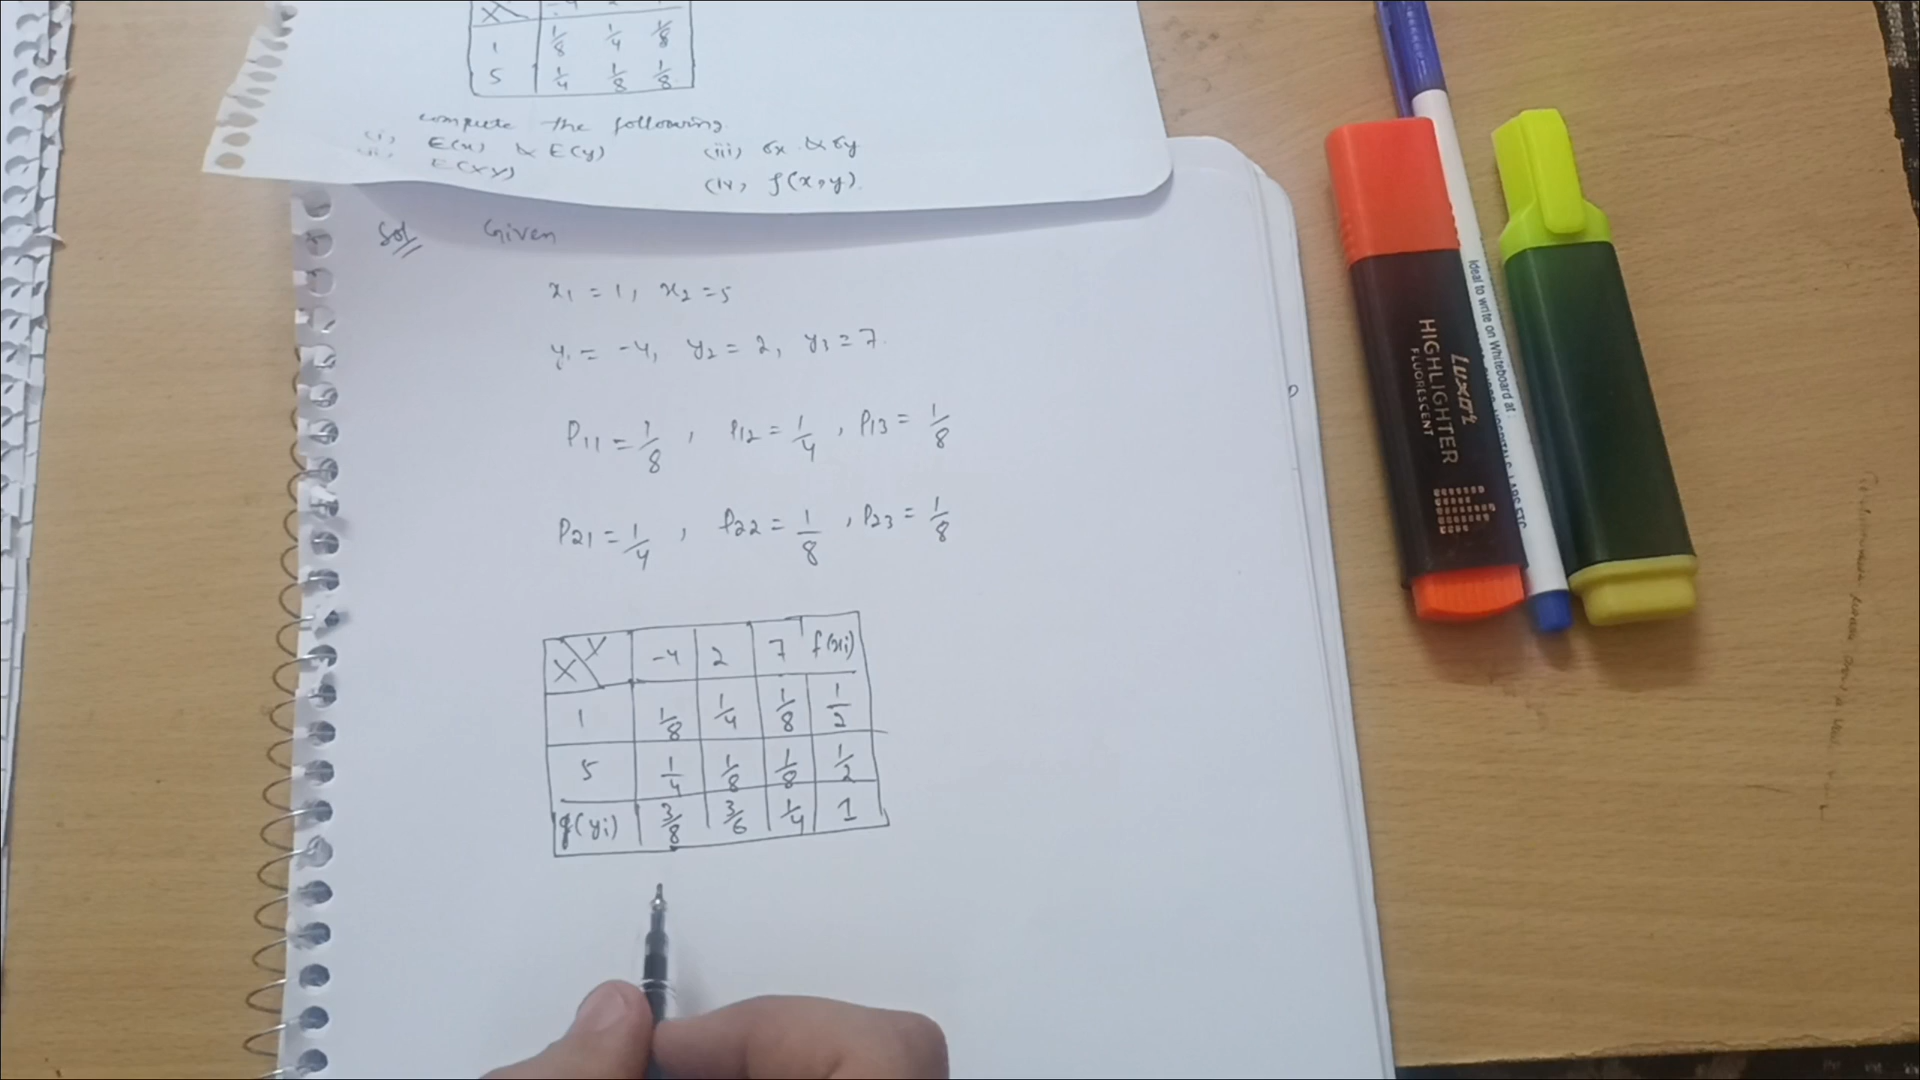 X -4
1 1/8 1/4 1/8
5 1/4 1/8 1/8
compute the following
(i) E(x) & E(y) (iii) σx & σy
(ii) E(XY) (iv) ρ(x,y).
Sol Given
x1 = 1, x2 = 5
y1 = -4, y2 = 2, y3 = 7.
P11 = 1/8 , P12 = 1/4 , P13 = 1/8
P21 = 1/4 , P22 = 1/8 , P23 = 1/8
X Y -4 2 7 f(xi)
1 1/8 1/4 1/8 1/2
5 1/4 1/8 1/8 1/2
g(yi) 3/8 3/6 1/4 1
LUXOR
HIGHLIGHTER
FLUORESCENT
Ideal to write on Whiteboard at :